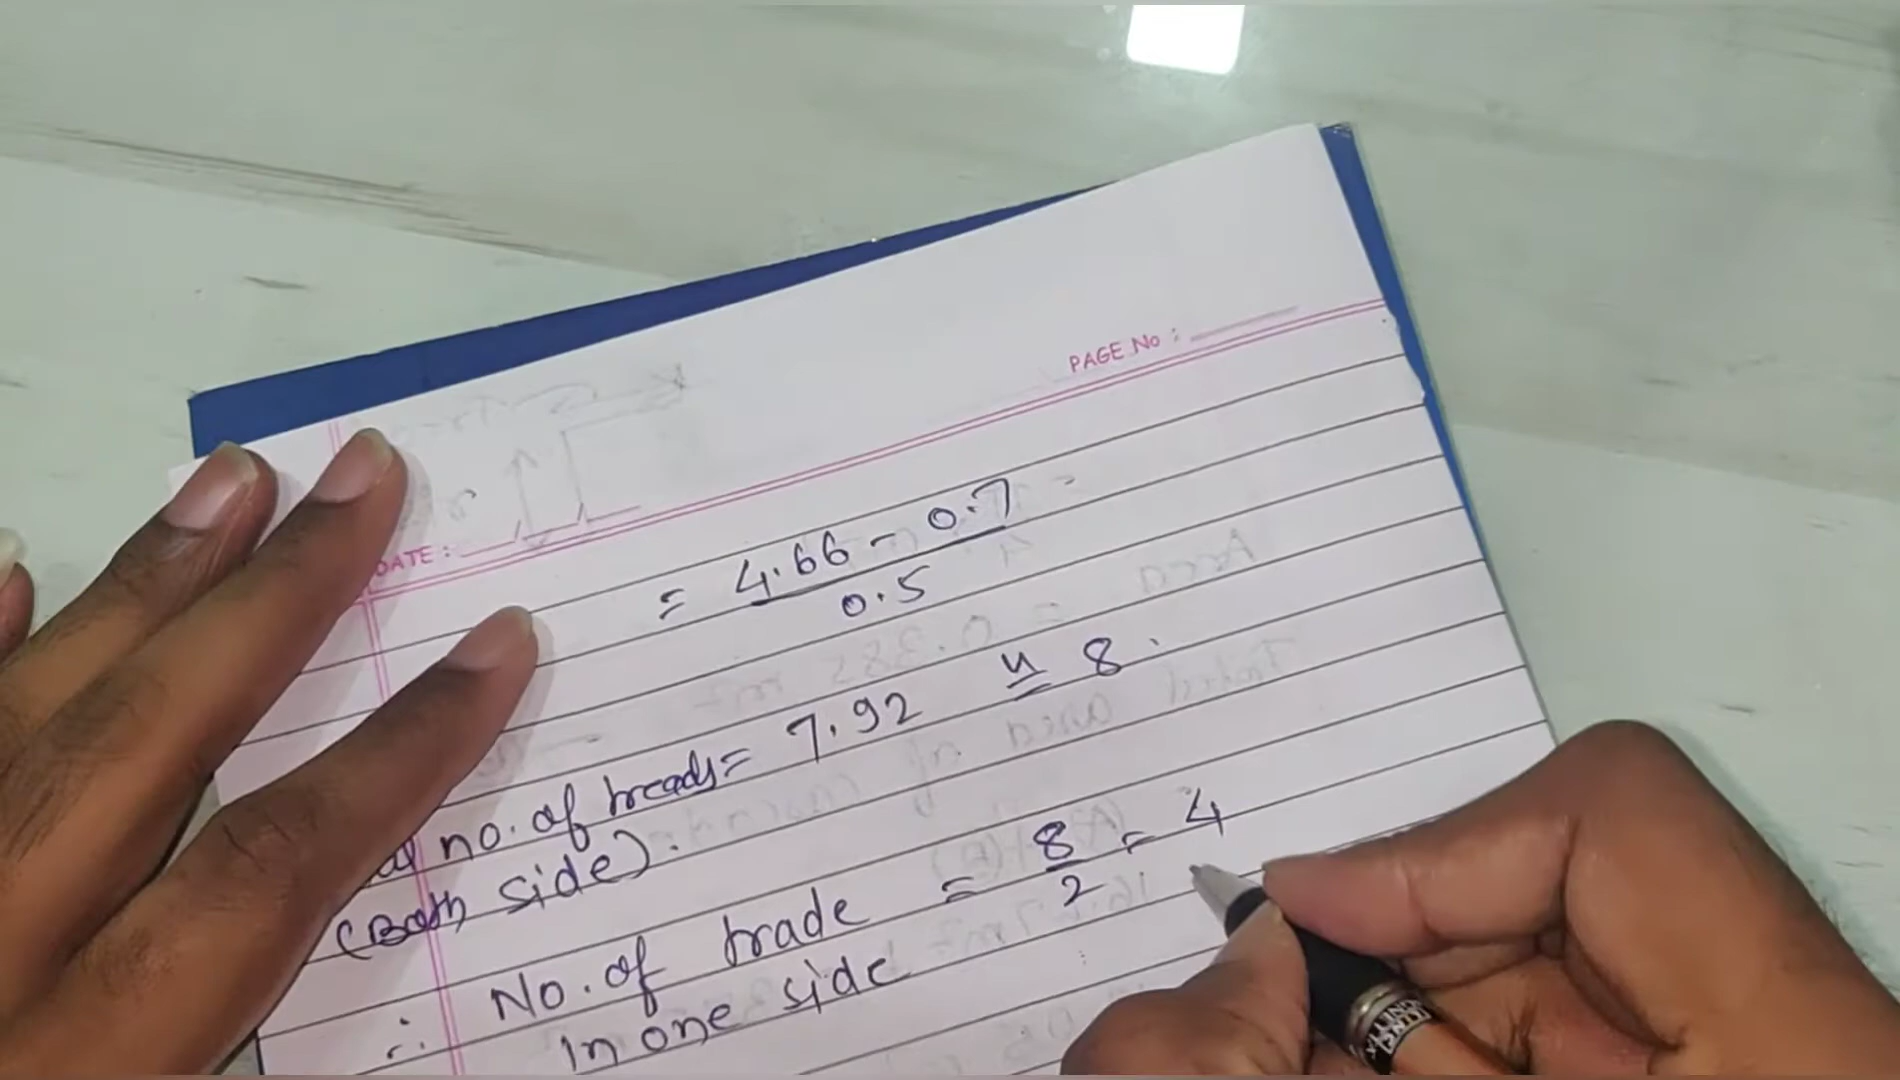 PAGE No :
DATE :
= 4.66 - 0.7
0.5
no. of treads = 7.92 ≃ 8.
(Both side).
∴ No. of trade = 8/2 = 4
in one side